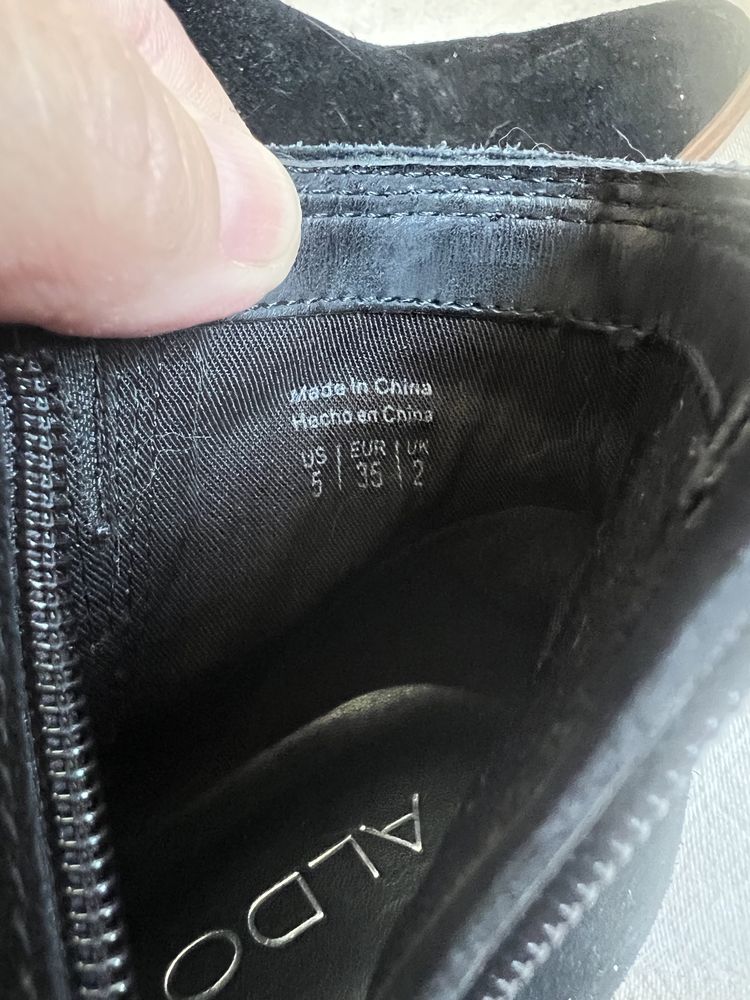 Made in China
Hecho en China
US | EUR | UK
5 | 35 | 2
ALDO